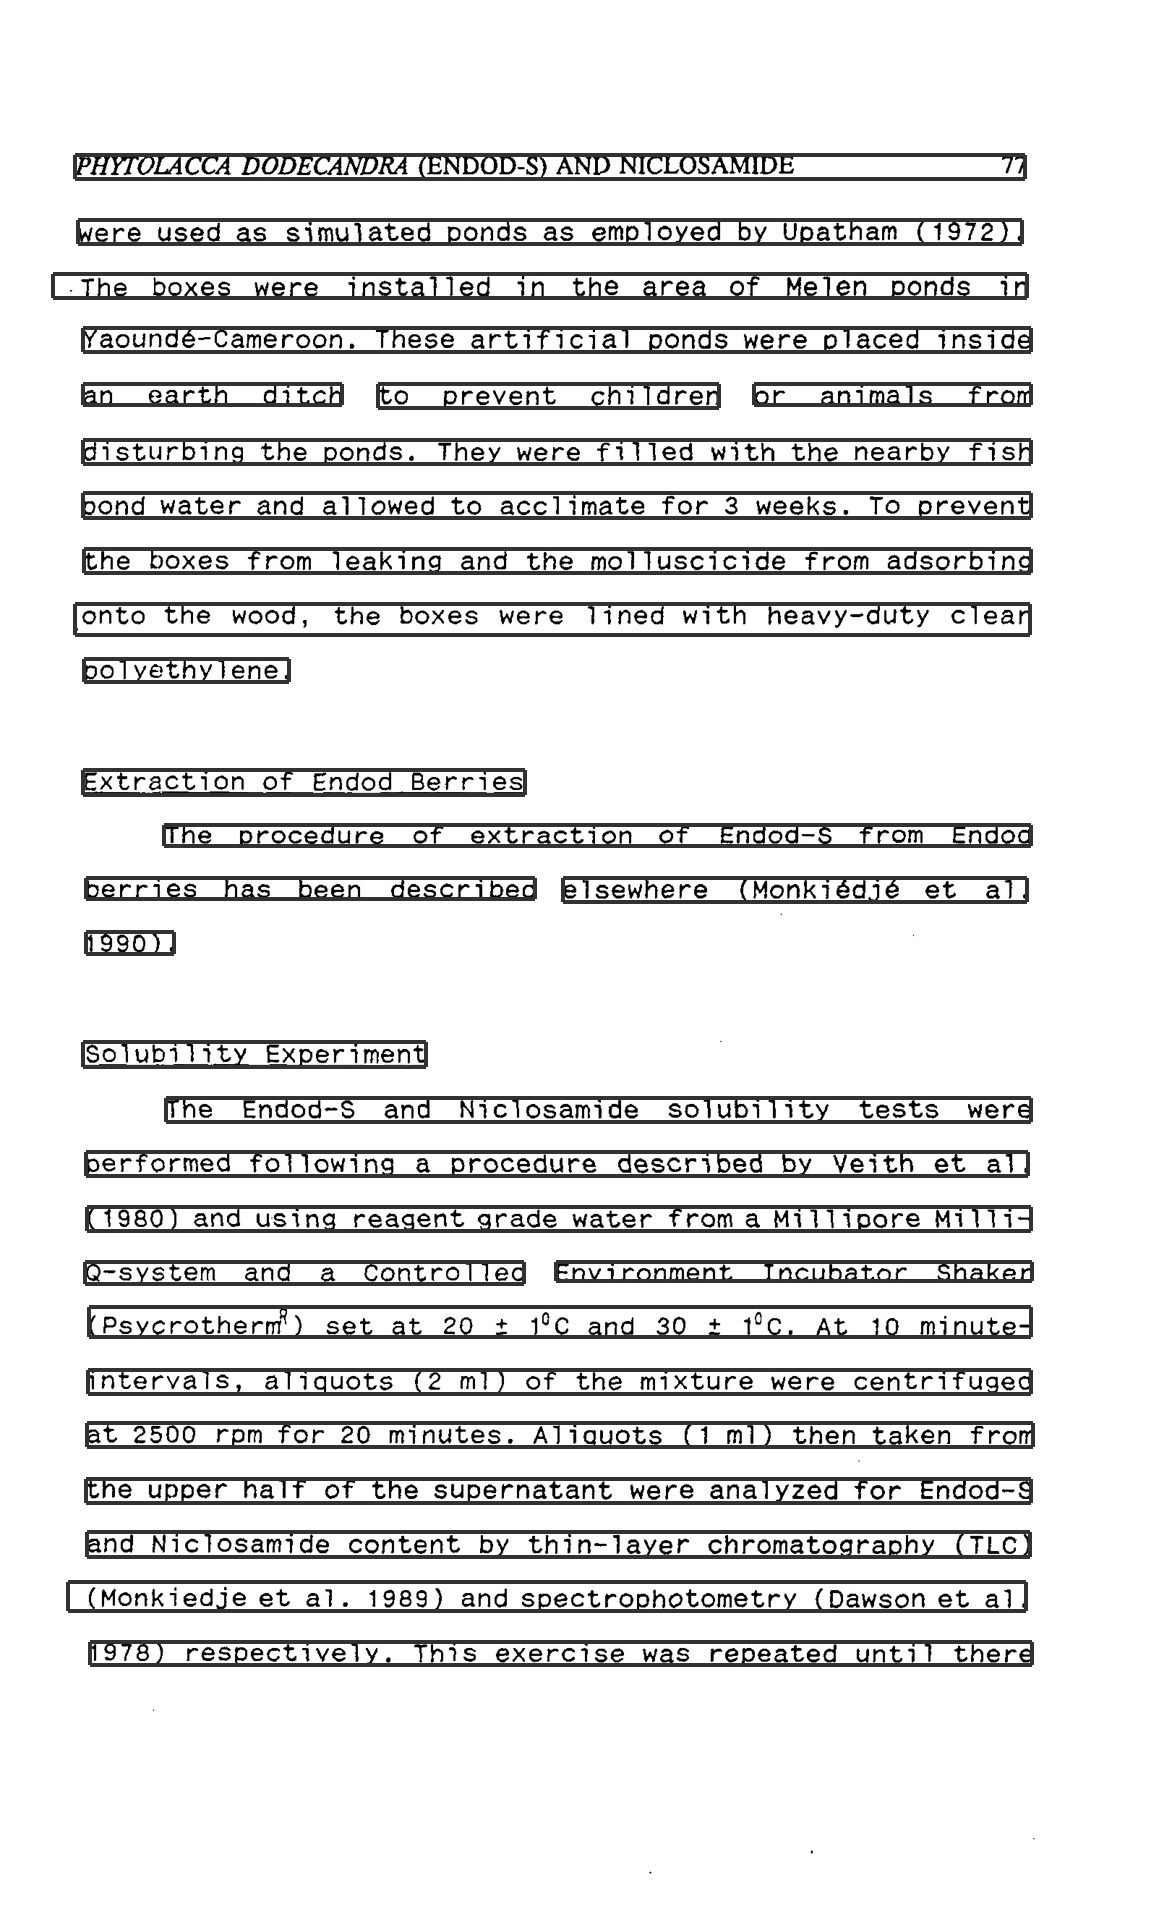 PHYTOLACCA DODECANDRA (ENDOD-S) AND NICLOSAMIDE 77
were used as simulated ponds as employed by Upatham (1972).
The boxes were installed in the area of Melen ponds in
Yaoundé-Cameroon. These artificial ponds were placed inside
an earth ditch to prevent children or animals from
disturbing the ponds. They were filled with the nearby fish
pond water and allowed to acclimate for 3 weeks. To prevent
the boxes from leaking and the molluscicide from adsorbing
onto the wood, the boxes were lined with heavy-duty clear
polyethylene.
Extraction of Endod Berries
The procedure of extraction of Endod-S from Endod
berries has been described elsewhere (Monkiédjé et al.
1990).
Solubility Experiment
The Endod-S and Niclosamide solubility tests were
performed following a procedure described by Veith et al.
(1980) and using reagent grade water from a Millipore Milli-
Q-system and a Controlled Environment Incubator Shaker
(Psycrotherm^R) set at 20 ± 1⁰C and 30 ± 1⁰C. At 10 minute-
intervals, aliquots (2 ml) of the mixture were centrifuged
at 2500 rpm for 20 minutes. Aliquots (1 ml) then taken from
the upper half of the supernatant were analyzed for Endod-S
and Niclosamide content by thin-layer chromatography (TLC)
(Monkiedje et al. 1989) and spectrophotometry (Dawson et al.
1978) respectively. This exercise was repeated until there